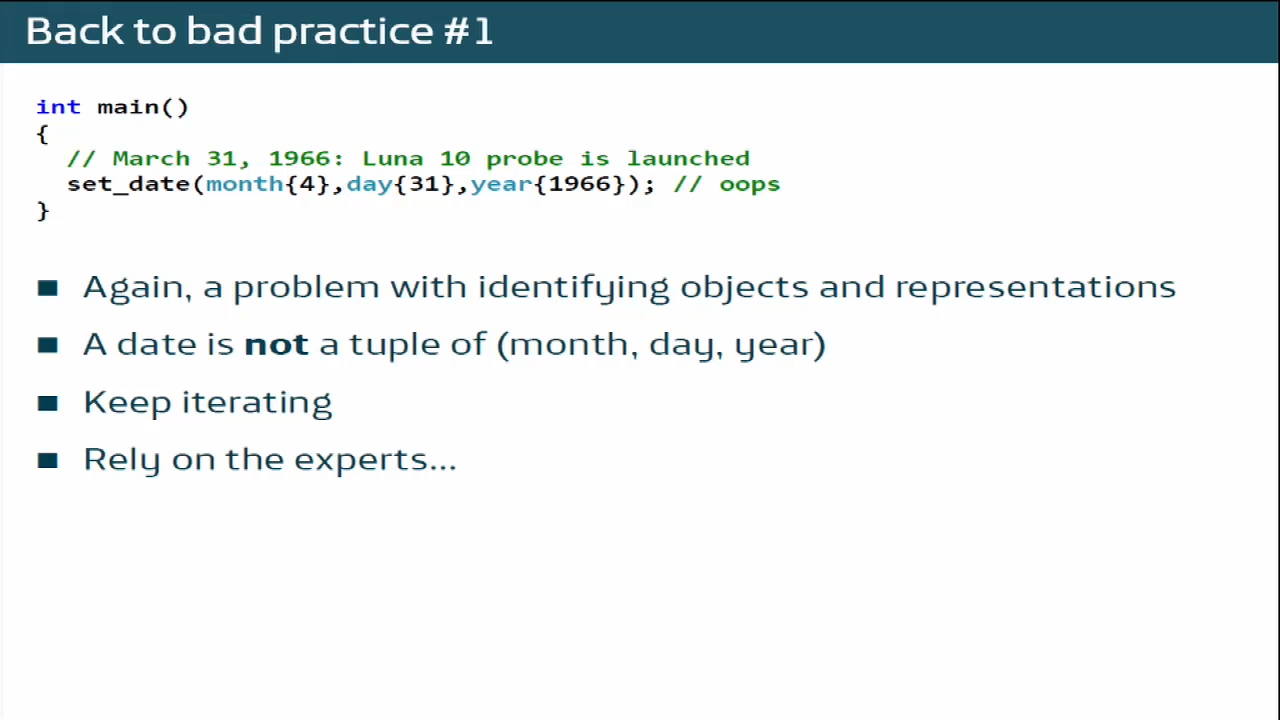 Back to bad practice #1
int main()
{
// March 31, 1966: Luna 10 probe is launched
set_date(month{4},day{31},year{1966}); // oops
}
Again, a problem with identifying objects and representations
A date is not a tuple of (month, day, year)
Keep iterating
Rely on the experts...